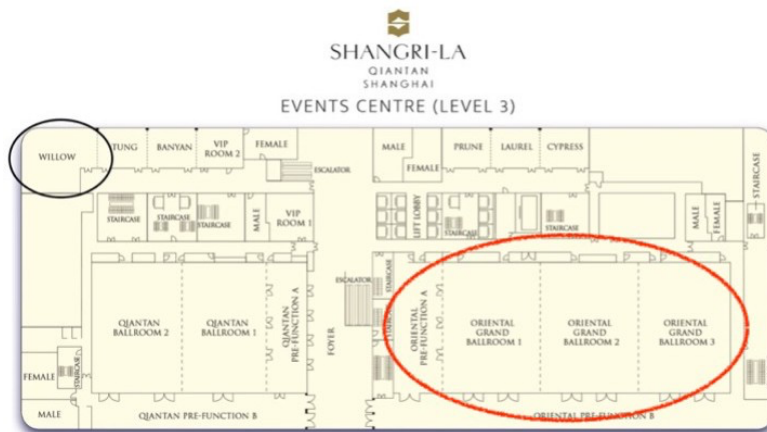 SHANGRI-LA
QIANTAN
SHANGHAI
EVENTS CENTRE (LEVEL 3)
WILLOW
TUNG
BANYAN
VIP
ROOM 2
FEMALE
ESCALATOR
MALE
FEMALE
PRUNE
LAUREL
CYPRESS
STAIRCASE
STAIRCASE
STAIRCASE
STAIRCASE
MALE
VIP
ROOM 1
LIFT LOBBY
STAIRCASE
STAIRCASE
MALE
FEMALE
QIANTAN
BALLROOM 2
QIANTAN
BALLROOM 1
QIANTAN
PRE-FUNCTION A
FOYER
ESCALATOR
STAIRCASE
STAIRCASE
ORIENTAL
PRE-FUNCTION A
ORIENTAL
GRAND
BALLROOM 1
ORIENTAL
GRAND
BALLROOM 2
ORIENTAL
GRAND
BALLROOM 3
STAIRCASE
FEMALE
MALE
QIANTAN PRE-FUNCTION B
ORIENTAL PRE-FUNCTION B